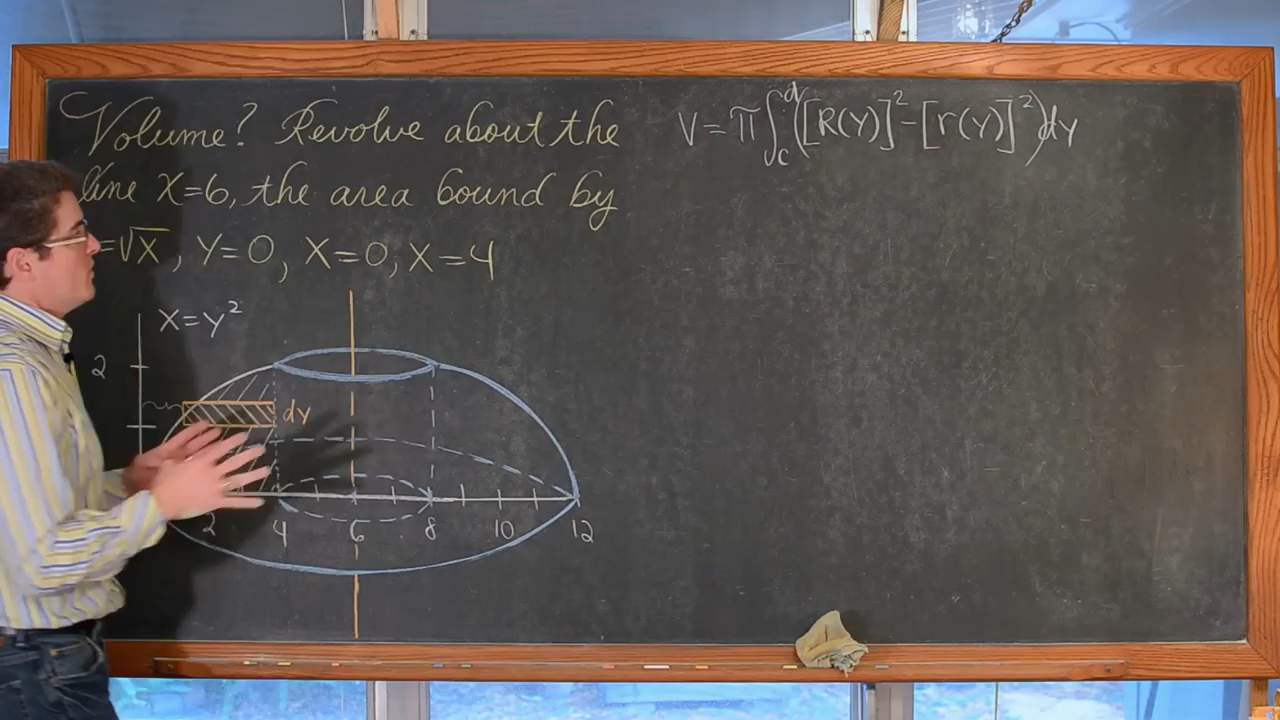 Volume? Revolve about the
line X=6, the area bound by
=√X, Y=0, X=0, X=4
V=π∫_c^d([R(Y)]²-[r(Y)]²)dy
X=y²
2
dy
2 4 6 8 10 12